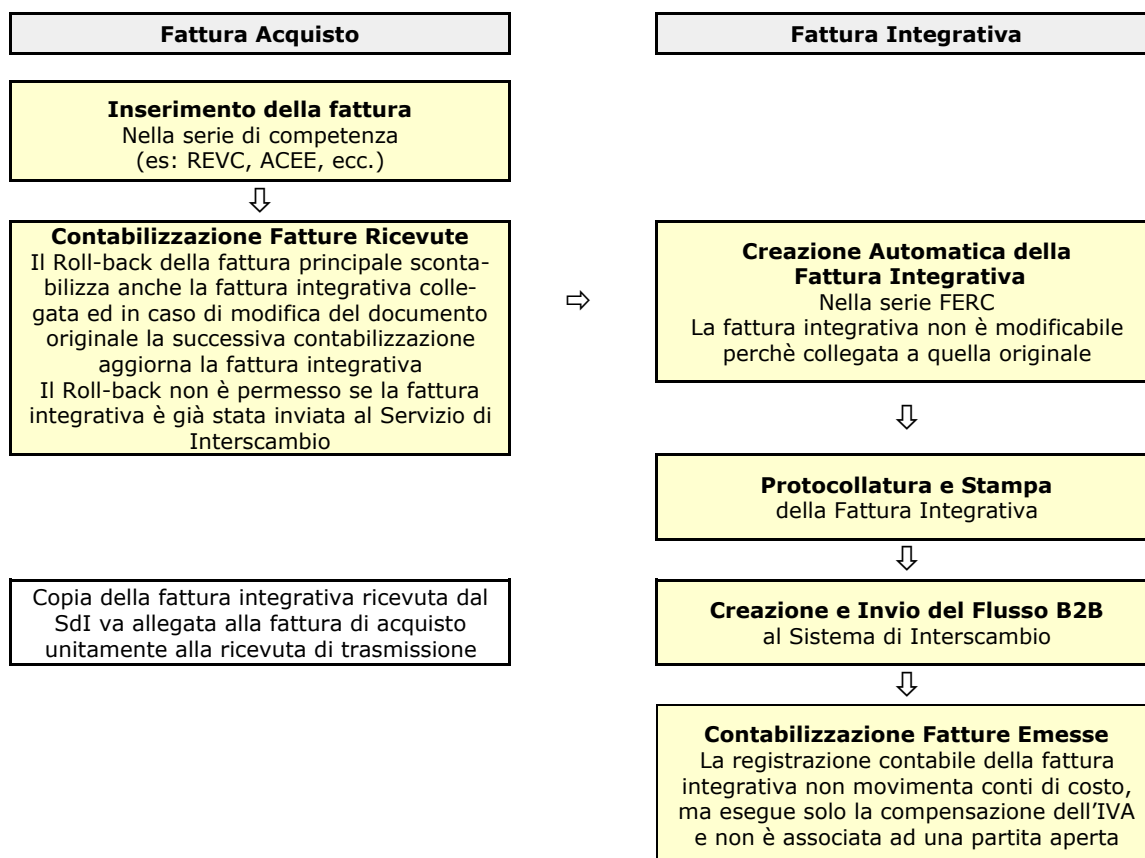 Fattura Acquisto
Fattura Integrativa
Inserimento della fattura
Nella serie di competenza
(es: REVC, ACEE, ecc.)
⇩
Contabilizzazione Fatture Ricevute
Il Roll-back della fattura principale sconta-
bilizza anche la fattura integrativa colle-
gata ed in caso di modifica del documento
originale la successiva contabilizzazione
aggiorna la fattura integrativa
Il Roll-back non è permesso se la fattura
integrativa è già stata inviata al Servizio di
Interscambio
⇨
Creazione Automatica della
Fattura Integrativa
Nella serie FERC
La fattura integrativa non è modificabile
perchè collegata a quella originale
⇩
Protocollatura e Stampa
della Fattura Integrativa
⇩
Copia della fattura integrativa ricevuta dal
SdI va allegata alla fattura di acquisto
unitamente alla ricevuta di trasmissione
Creazione e Invio del Flusso B2B
al Sistema di Interscambio
⇩
Contabilizzazione Fatture Emesse
La registrazione contabile della fattura
integrativa non movimenta conti di costo,
ma esegue solo la compensazione dell'IVA
e non è associata ad una partita aperta